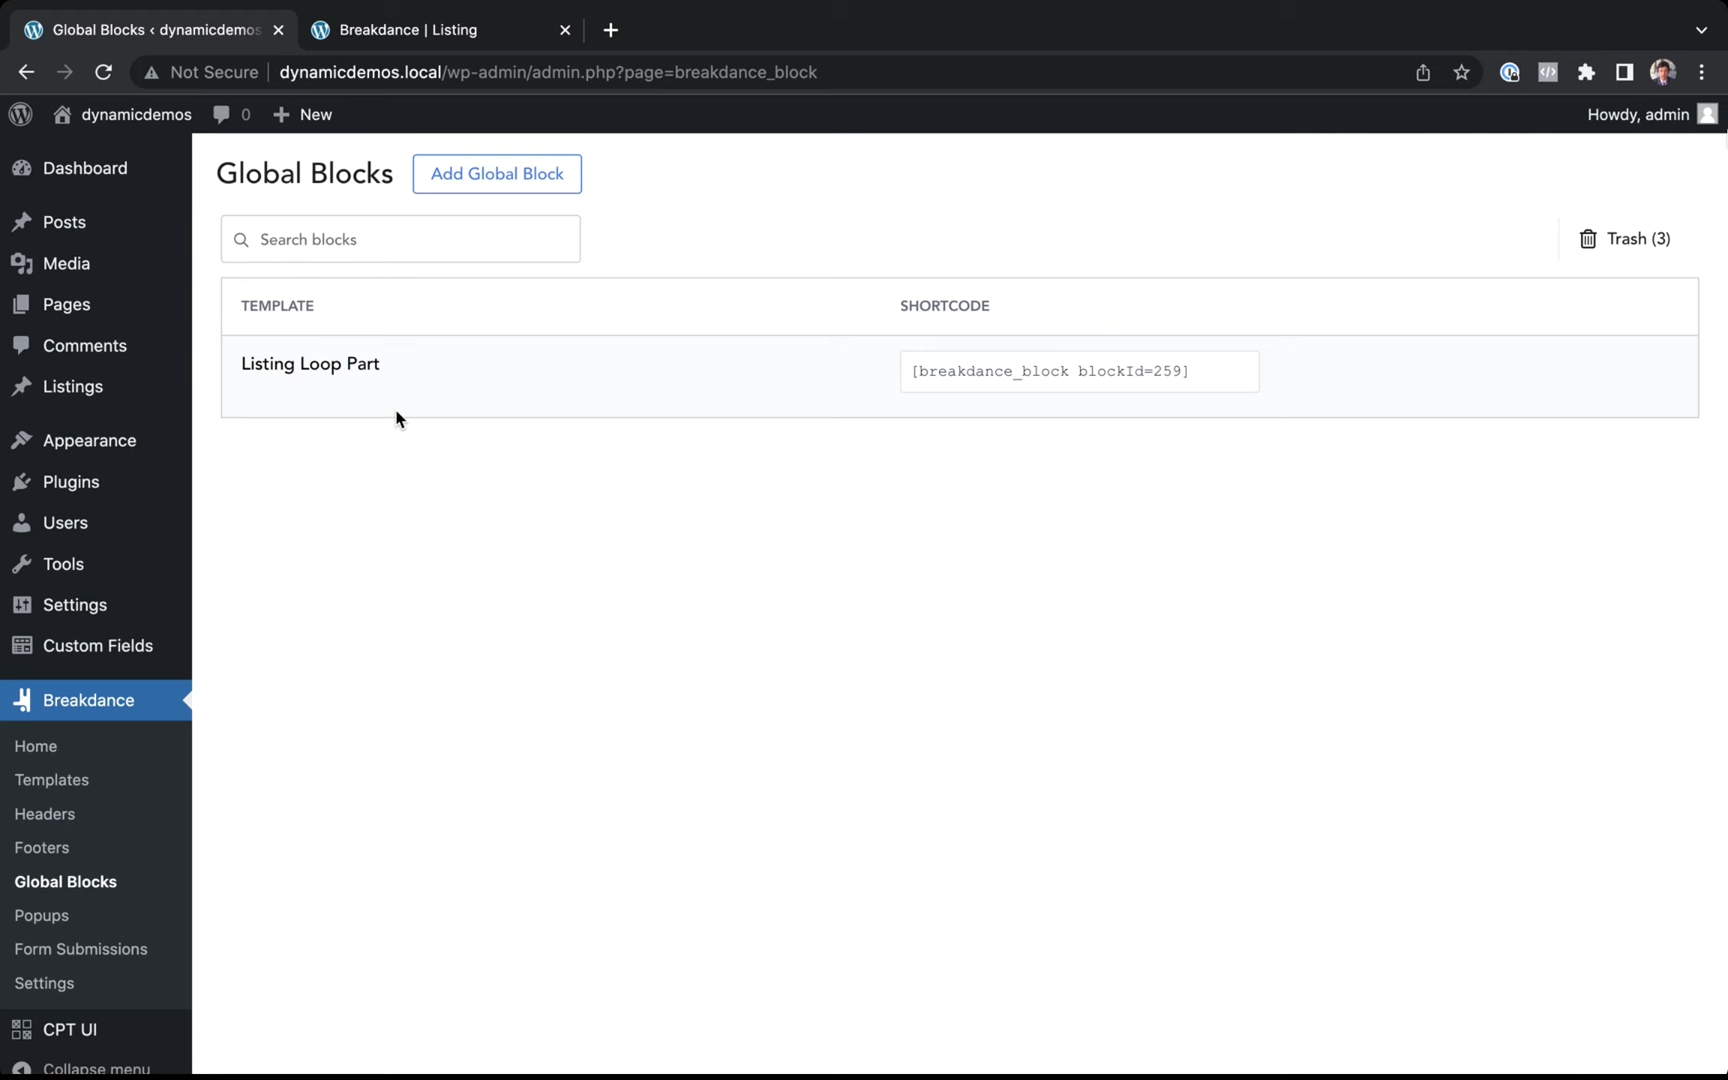 Global Blocks ‹ dynamicdemos
Breakdance | Listing
Not Secure
dynamicdemos.local/wp-admin/admin.php?page=breakdance_block
dynamicdemos
0
New
Howdy, admin
Dashboard
Posts
Media
Pages
Comments
Listings
Appearance
Plugins
Users
Tools
Settings
Custom Fields
Breakdance
Home
Templates
Headers
Footers
Global Blocks
Popups
Form Submissions
Settings
CPT UI
Collapse menu
Global Blocks
Add Global Block
Search blocks
Trash (3)
TEMPLATE
SHORTCODE
Listing Loop Part
[breakdance_block blockId=259]